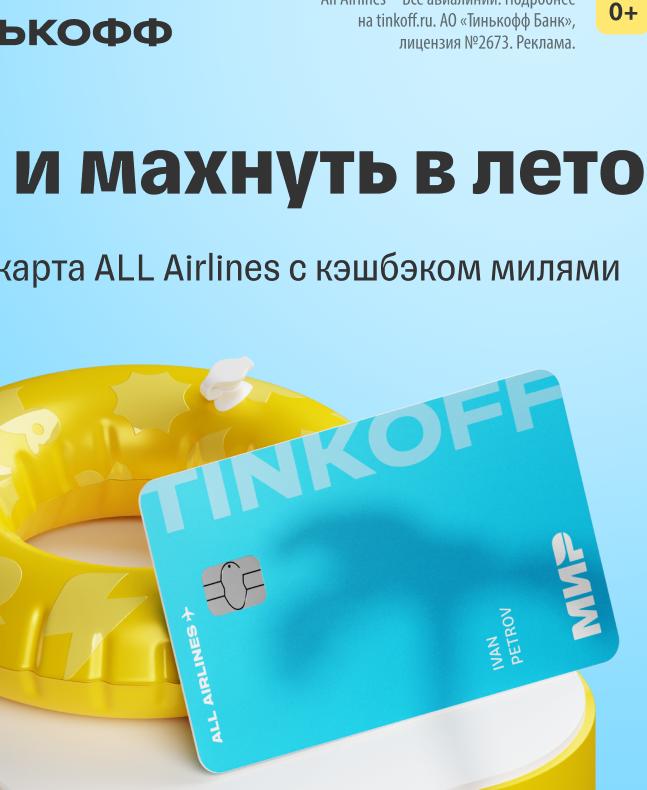 ЬКОФФ
All Airlines – Все авиалинии. Подробнее
на tinkoff.ru. АО «Тинькофф Банк»,
лицензия №2673. Реклама.
0+
и махнуть в лето
карта ALL Airlines с кэшбэком милями
TINKOFF
МИР
IVAN
PETROV
ALL AIRLINES